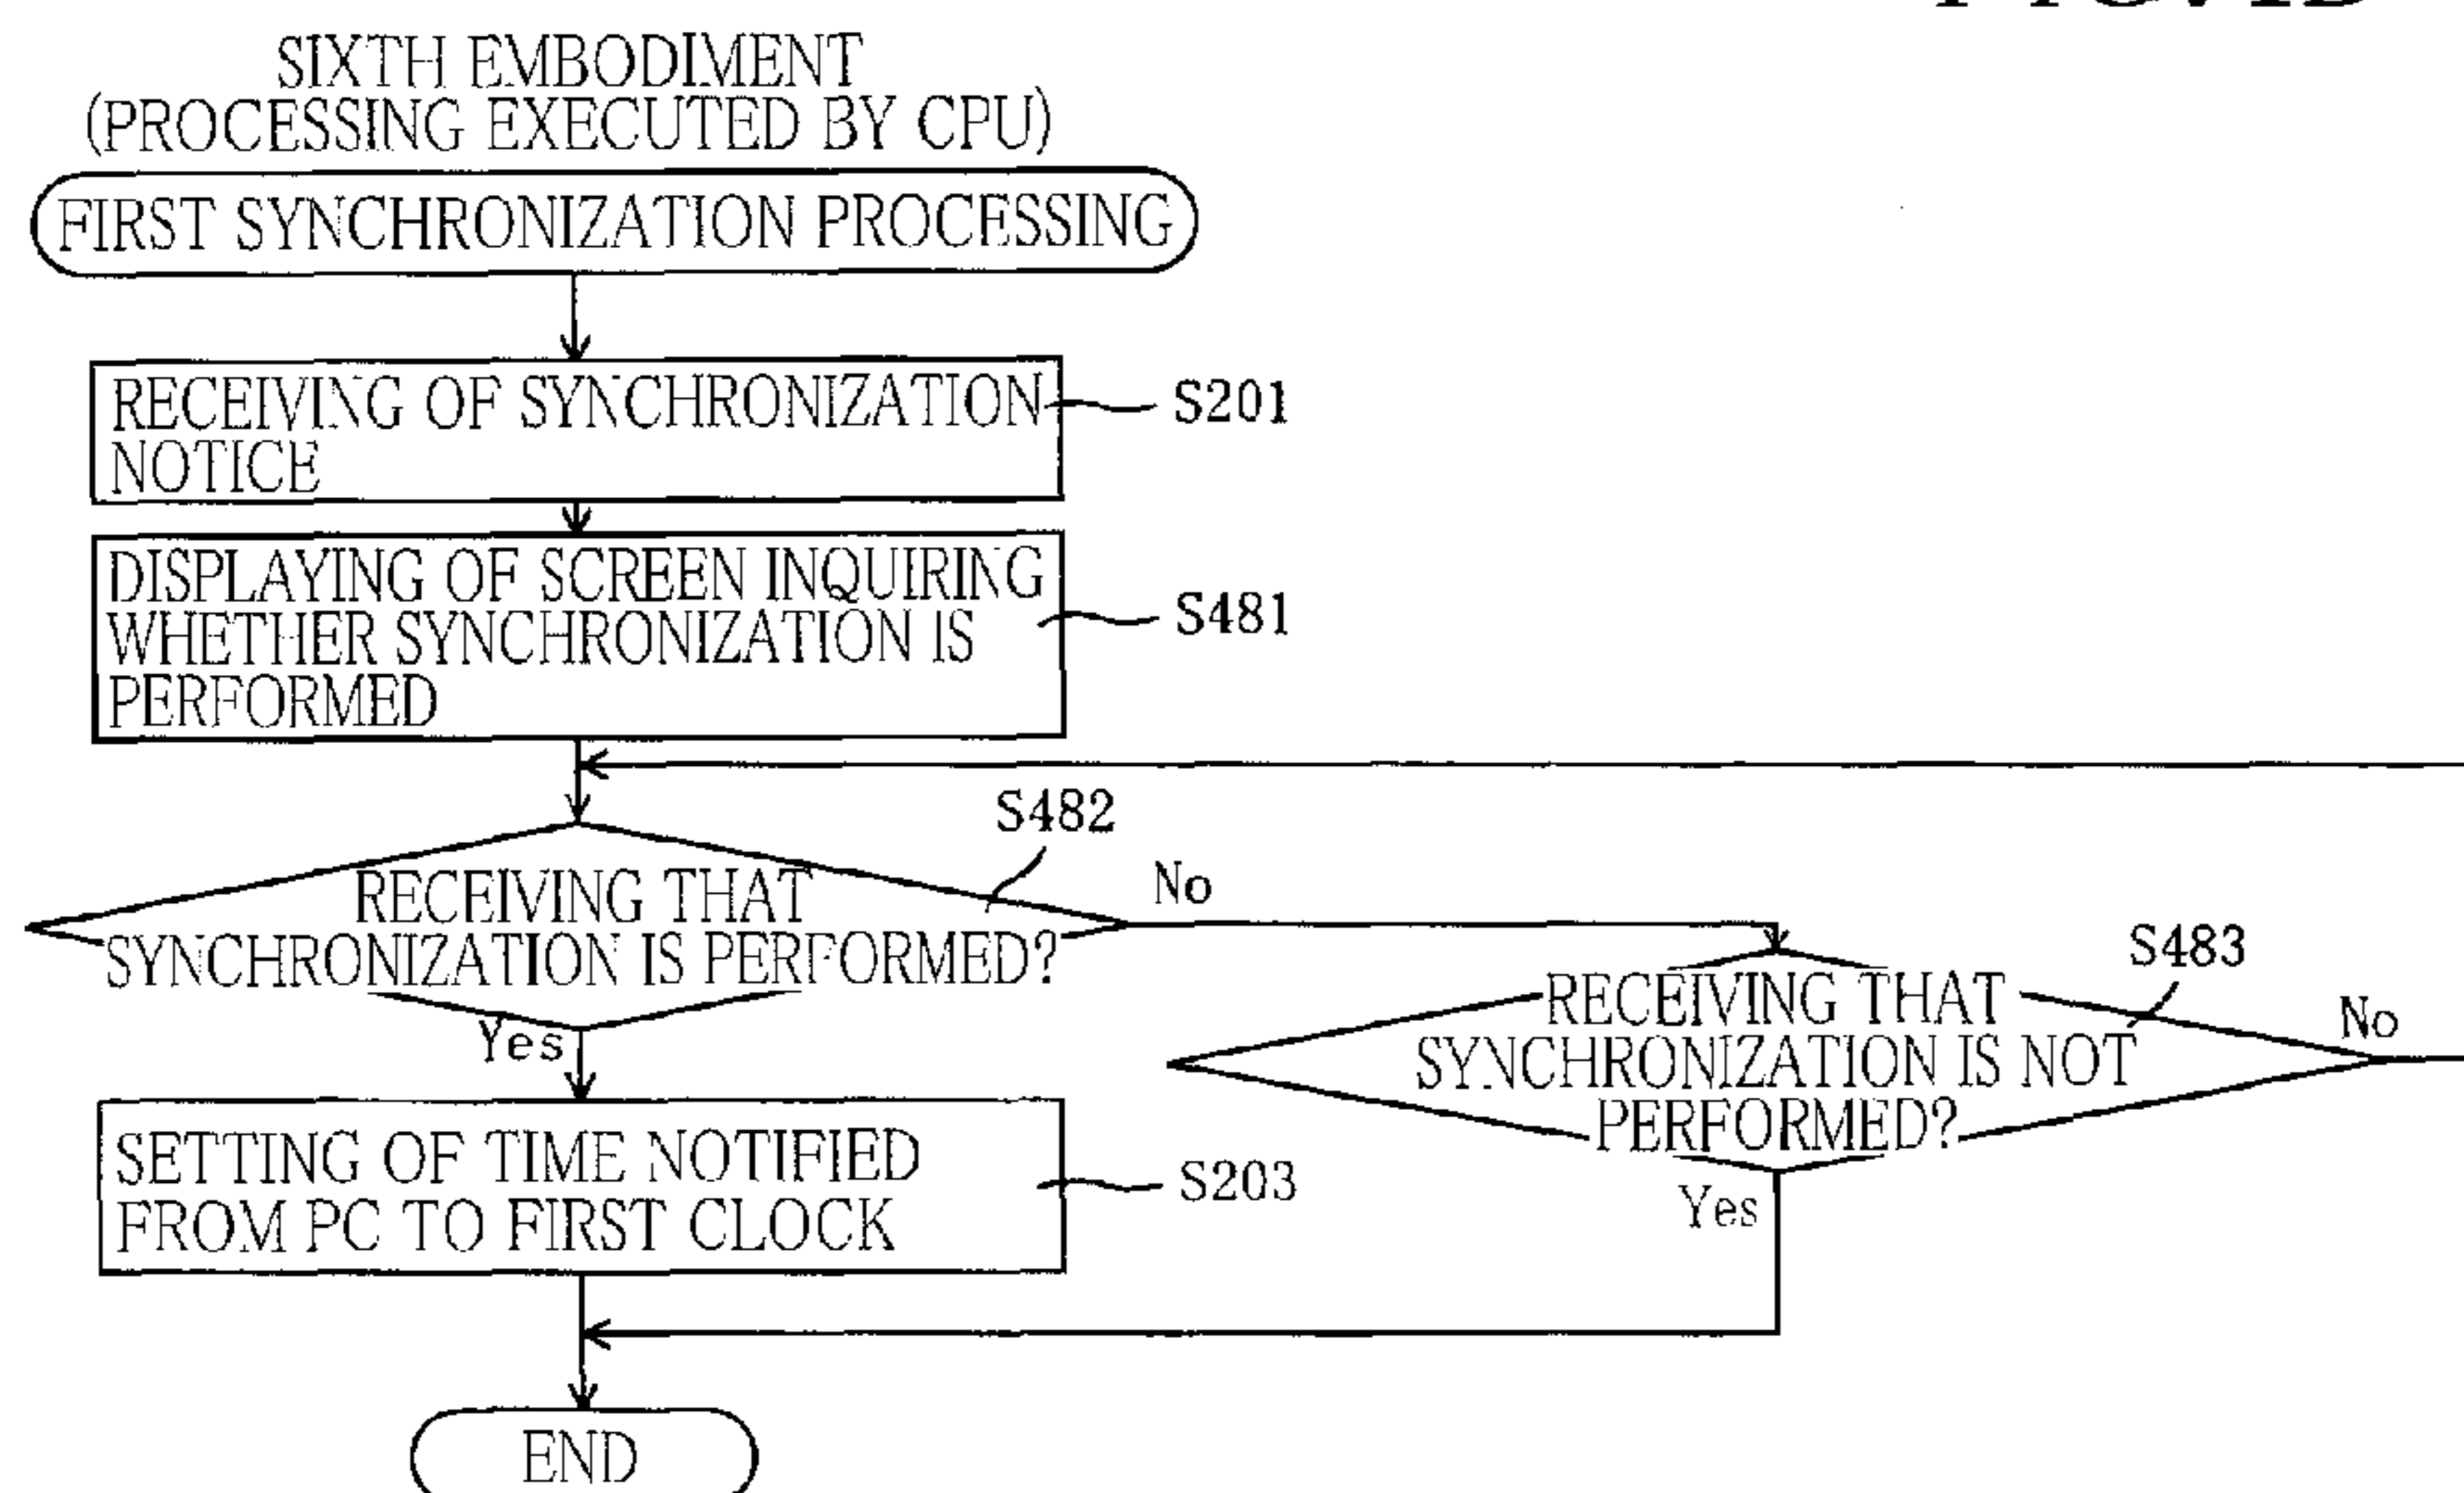 SIXTH EMBODIMENT
(PROCESSING EXECUTED BY CPU)
FIRST SYNCHRONIZATION PROCESSING
RECEIVING OF SYNCHRONIZATION
NOTICE
S201
DISPLAYING OF SCREEN INQUIRING
WHETHER SYNCHRONIZATION IS
PERFORMED
S481
S482
RECEIVING THAT
SYNCHRONIZATION IS PERFORMED?
No
Yes
S483
RECEIVING THAT
SYNCHRONIZATION IS NOT
PERFORMED?
No
Yes
SETTING OF TIME NOTIFIED
FROM PC TO FIRST CLOCK
S203
END